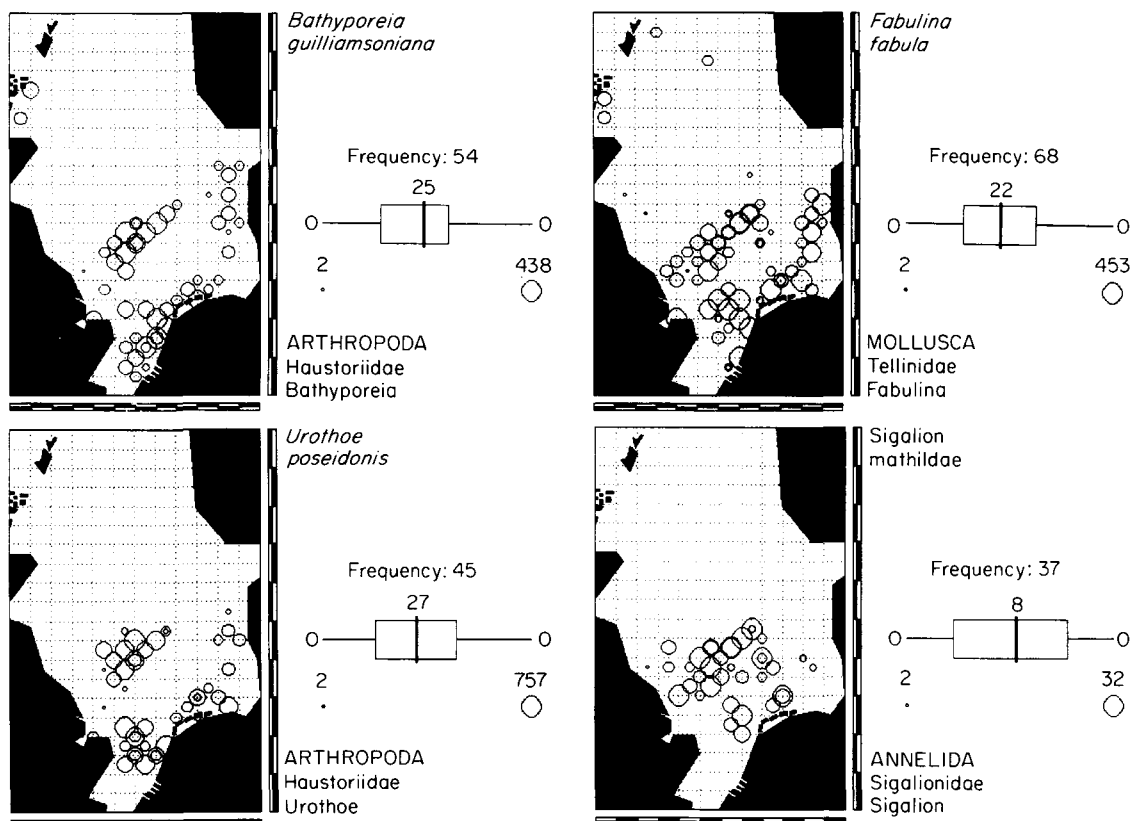 Bathyporeia
guilliamsoniana
Frequency: 54
25
0 0
2 438
ARTHROPODA
Haustoriidae
Bathyporeia
Fabulina
fabula
Frequency: 68
22
0 0
2 453
MOLLUSCA
Tellinidae
Fabulina
Urothoe
poseidonis
Frequency: 45
27
0 0
2 757
ARTHROPODA
Haustoriidae
Urothoe
Sigalion
mathildae
Frequency: 37
8
0 0
2 32
ANNELIDA
Sigalionidae
Sigalion